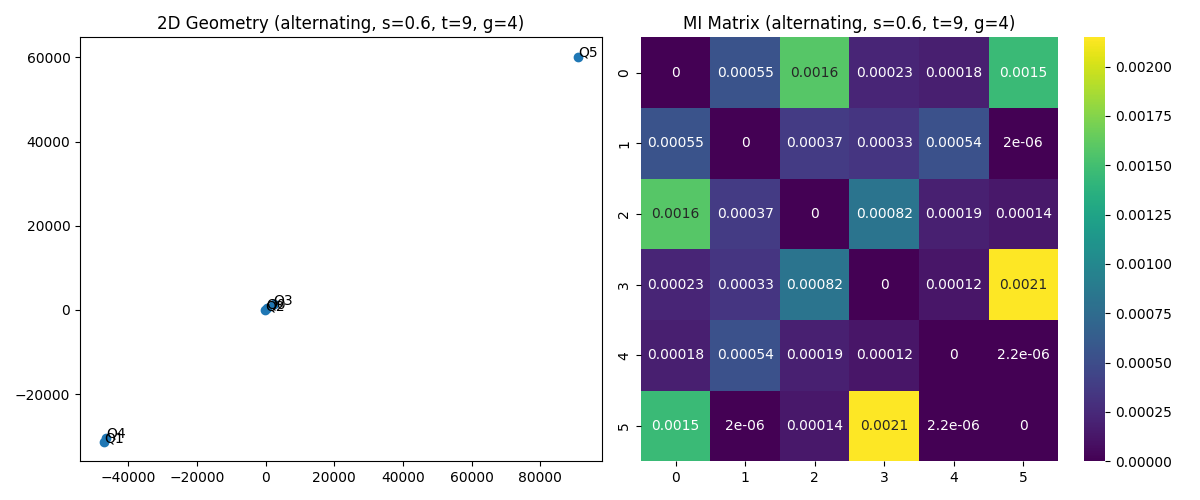 2D Geometry (alternating, s=0.6, t=9, g=4)
60000
40000
20000
0
−20000
−40000 −20000 0 20000 40000 60000 80000
Q5
Q3
Q2
Q4
Q1
MI Matrix (alternating, s=0.6, t=9, g=4)
0 0 0.00055 0.0016 0.00023 0.00018 0.0015
1 0.00055 0 0.00037 0.00033 0.00054 2e-06
2 0.0016 0.00037 0 0.00082 0.00019 0.00014
3 0.00023 0.00033 0.00082 0 0.00012 0.0021
4 0.00018 0.00054 0.00019 0.00012 0 2.2e-06
5 0.0015 2e-06 0.00014 0.0021 2.2e-06 0
0 1 2 3 4 5
0.00200
0.00175
0.00150
0.00125
0.00100
0.00075
0.00050
0.00025
0.00000